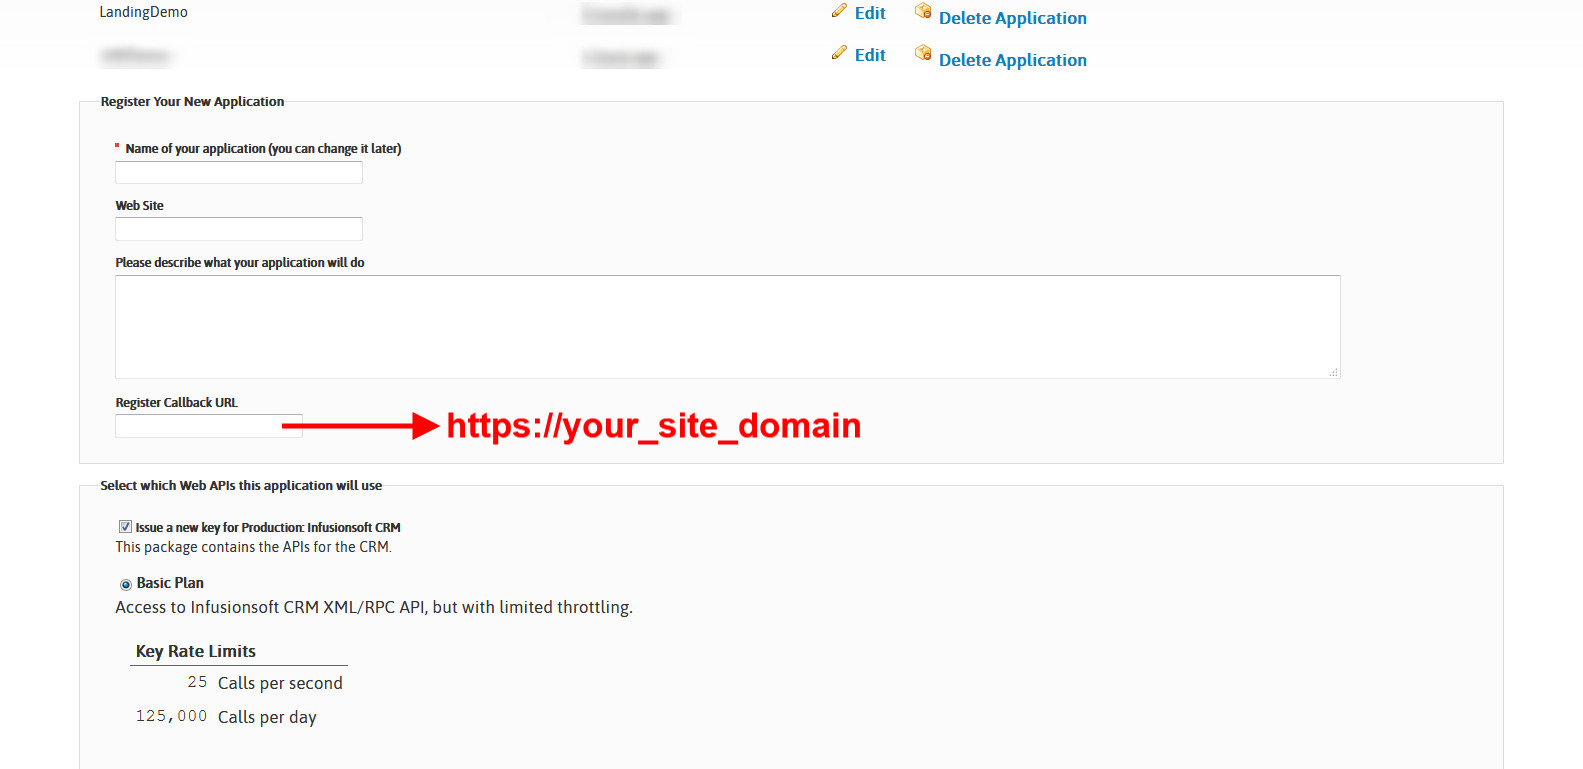 LandingDemo Edit Delete Application
Edit Delete Application
Register Your New Application
Name of your application (you can change it later)
Web Site
Please describe what your application will do
Register Callback URL
https://your_site_domain
Select which Web APIs this application will use
Issue a new key for Production: Infusionsoft CRM
This package contains the APIs for the CRM.
Basic Plan
Access to Infusionsoft CRM XML/RPC API, but with limited throttling.
Key Rate Limits
25 Calls per second
125,000 Calls per day